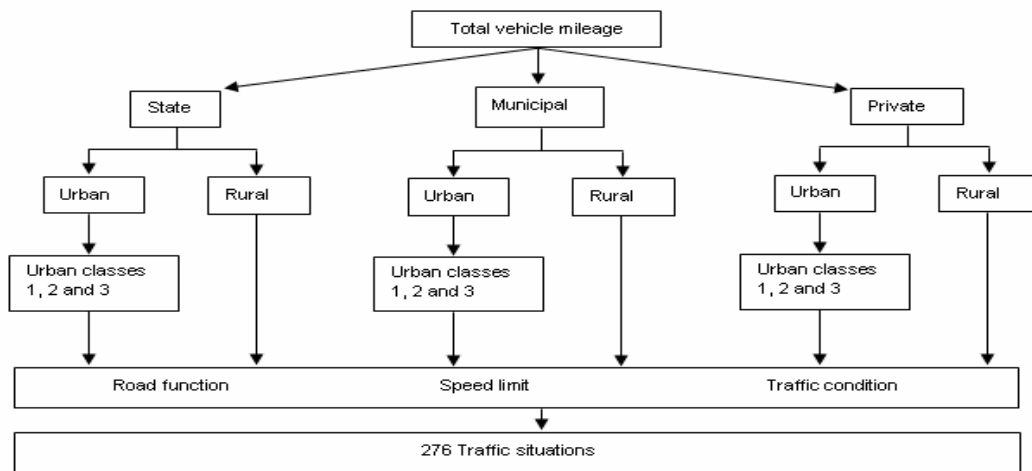 Total vehicle mileage
State
Municipal
Private
Urban
Rural
Urban
Rural
Urban
Rural
Urban classes
1, 2 and 3
Urban classes
1, 2 and 3
Urban classes
1, 2 and 3
Road function
Speed limit
Traffic condition
276 Traffic situations